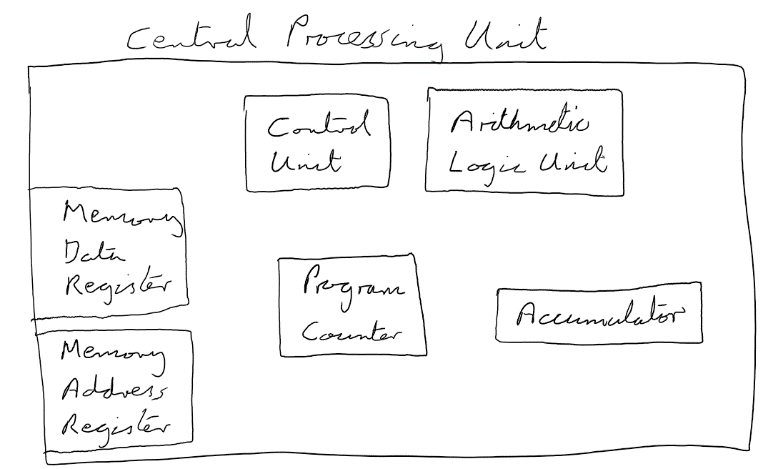 Central Processing Unit
Control
Unit
Arithmetic
Logic Unit
Memory
Data
Register
Program
Counter
Accumulator
Memory
Address
Register